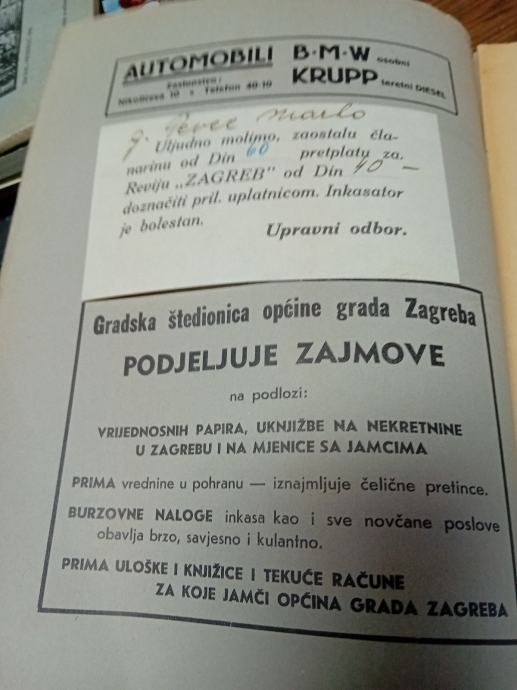 AUTOMOBILI B·M·W osobni
Zastupstvo: KRUPP teretni DIESEL
Nikolićeva 10 • Telefon 40-10
g. Pevec Marko
Uljudno molimo, zaostalu čla-
narinu od Din 60 pretplatu za.
Reviju „ZAGREB" od Din 40 —
doznačiti pril. uplatnicom. Inkasator
je bolestan.
Upravni odbor.
Gradska štedionica općine grada Zagreba
PODJELJUJE ZAJMOVE
na podlozi:
VRIJEDNOSNIH PAPIRA, UKNJIŽBE NA NEKRETNINE
U ZAGREBU I NA MJENICE SA JAMCIMA
PRIMA vrednine u pohranu — iznajmljuje čelične pretince.
BURZOVNE NALOGE inkasa kao i sve novčane poslove
obavlja brzo, savjesno i kulantno.
PRIMA ULOŠKE I KNJIŽICE I TEKUĆE RAČUNE
ZA KOJE JAMČI OPĆINA GRADA ZAGREBA